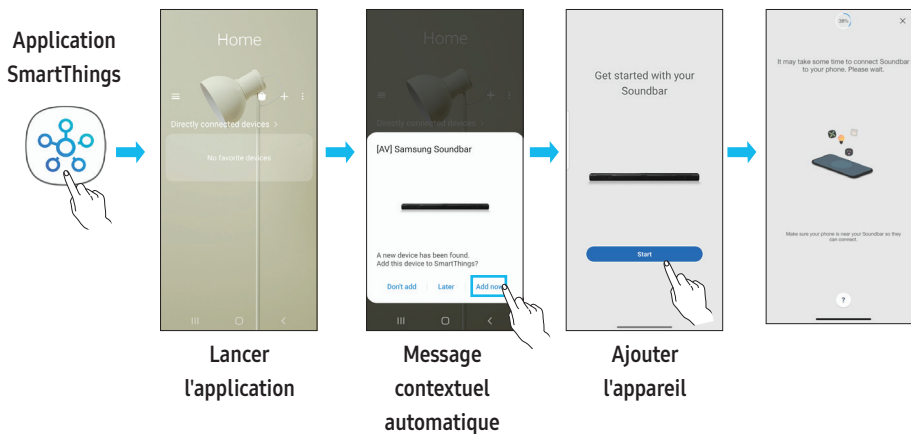 Application
SmartThings
Home
Directly connected devices >
No favorite devices
Lancer
l'application
Home
Directly connected devices >
[AV] Samsung Soundbar
A new device has been found.
Add this device to SmartThings?
Don't add
Later
Add now
Message
contextuel
automatique
Get started with your
Soundbar
Start
Ajouter
l'appareil
38%
It may take some time to connect Soundbar
to your phone. Please wait.
Make sure your phone is near your Soundbar so they
can connect.
?